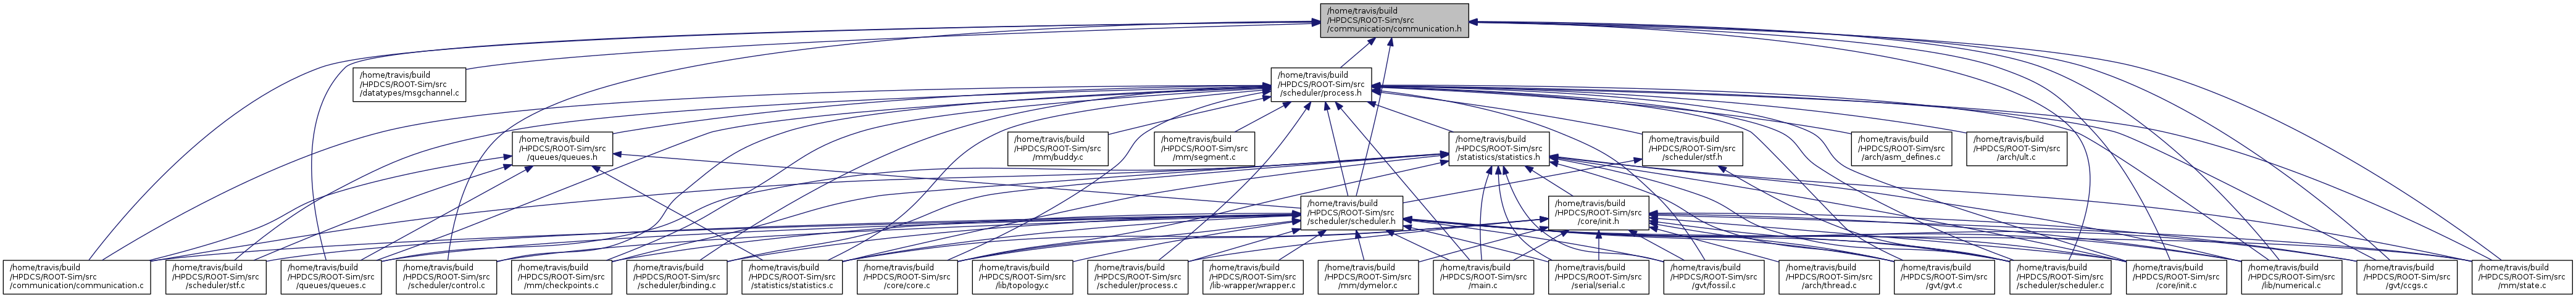 /home/travis/build
/HPDCS/ROOT-Sim/src
/communication/communication.h
/home/travis/build
/HPDCS/ROOT-Sim/src
/datatypes/msgchannel.c
/home/travis/build
/HPDCS/ROOT-Sim/src
/scheduler/process.h
/home/travis/build
/HPDCS/ROOT-Sim/src
/queues/queues.h
/home/travis/build
/HPDCS/ROOT-Sim/src
/mm/buddy.c
/home/travis/build
/HPDCS/ROOT-Sim/src
/mm/segment.c
/home/travis/build
/HPDCS/ROOT-Sim/src
/statistics/statistics.h
/home/travis/build
/HPDCS/ROOT-Sim/src
/scheduler/stf.h
/home/travis/build
/HPDCS/ROOT-Sim/src
/arch/asm_defines.c
/home/travis/build
/HPDCS/ROOT-Sim/src
/arch/ult.c
/home/travis/build
/HPDCS/ROOT-Sim/src
/scheduler/scheduler.h
/home/travis/build
/HPDCS/ROOT-Sim/src
/core/init.h
/home/travis/build
/HPDCS/ROOT-Sim/src
/communication/communication.c
/home/travis/build
/HPDCS/ROOT-Sim/src
/scheduler/stf.c
/home/travis/build
/HPDCS/ROOT-Sim/src
/queues/queues.c
/home/travis/build
/HPDCS/ROOT-Sim/src
/scheduler/control.c
/home/travis/build
/HPDCS/ROOT-Sim/src
/mm/checkpoints.c
/home/travis/build
/HPDCS/ROOT-Sim/src
/scheduler/binding.c
/home/travis/build
/HPDCS/ROOT-Sim/src
/statistics/statistics.c
/home/travis/build
/HPDCS/ROOT-Sim/src
/core/core.c
/home/travis/build
/HPDCS/ROOT-Sim/src
/lib/topology.c
/home/travis/build
/HPDCS/ROOT-Sim/src
/scheduler/process.c
/home/travis/build
/HPDCS/ROOT-Sim/src
/lib-wrapper/wrapper.c
/home/travis/build
/HPDCS/ROOT-Sim/src
/mm/dymelor.c
/home/travis/build
/HPDCS/ROOT-Sim/src
/main.c
/home/travis/build
/HPDCS/ROOT-Sim/src
/serial/serial.c
/home/travis/build
/HPDCS/ROOT-Sim/src
/gvt/fossil.c
/home/travis/build
/HPDCS/ROOT-Sim/src
/arch/thread.c
/home/travis/build
/HPDCS/ROOT-Sim/src
/gvt/gvt.c
/home/travis/build
/HPDCS/ROOT-Sim/src
/scheduler/scheduler.c
/home/travis/build
/HPDCS/ROOT-Sim/src
/core/init.c
/home/travis/build
/HPDCS/ROOT-Sim/src
/lib/numerical.c
/home/travis/build
/HPDCS/ROOT-Sim/src
/gvt/ccgs.c
/home/travis/build
/HPDCS/ROOT-Sim/src
/mm/state.c